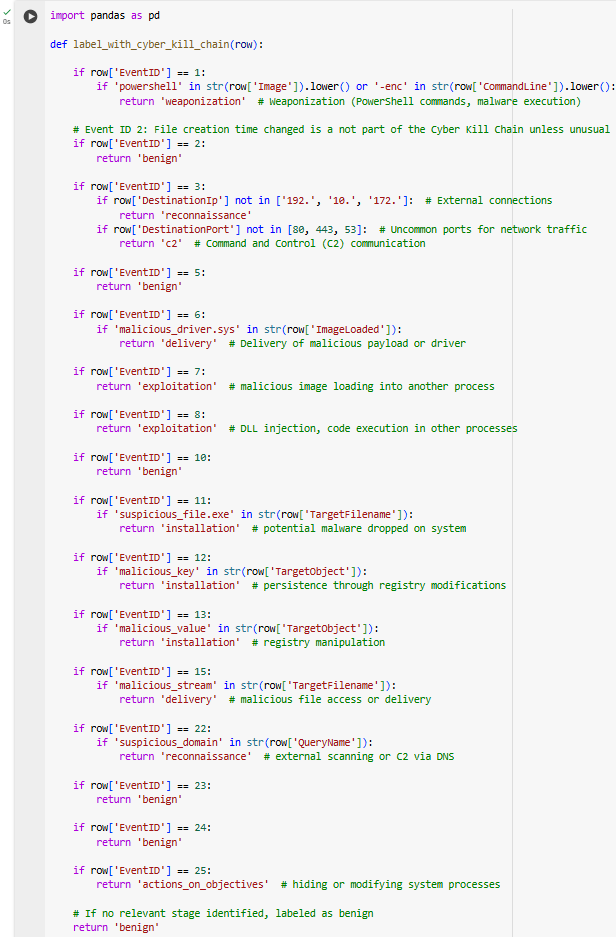 0s
import pandas as pd
def label_with_cyber_kill_chain(row):
if row['EventID'] == 1:
if 'powershell' in str(row['Image']).lower() or '-enc' in str(row['CommandLine']).lower():
return 'weaponization'  # Weaponization (PowerShell commands, malware execution)
# Event ID 2: File creation time changed is a not part of the Cyber Kill Chain unless unusual
if row['EventID'] == 2:
return 'benign'
if row['EventID'] == 3:
if row['DestinationIp'] not in ['192.', '10.', '172.']:  # External connections
return 'reconnaissance'
if row['DestinationPort'] not in [80, 443, 53]:  # Uncommon ports for network traffic
return 'c2'  # Command and Control (C2) communication
if row['EventID'] == 5:
return 'benign'
if row['EventID'] == 6:
if 'malicious_driver.sys' in str(row['ImageLoaded']):
return 'delivery'  # Delivery of malicious payload or driver
if row['EventID'] == 7:
return 'exploitation'  # malicious image loading into another process
if row['EventID'] == 8:
return 'exploitation'  # DLL injection, code execution in other processes
if row['EventID'] == 10:
return 'benign'
if row['EventID'] == 11:
if 'suspicious_file.exe' in str(row['TargetFilename']):
return 'installation'  # potential malware dropped on system
if row['EventID'] == 12:
if 'malicious_key' in str(row['TargetObject']):
return 'installation'  # persistence through registry modifications
if row['EventID'] == 13:
if 'malicious_value' in str(row['TargetObject']):
return 'installation'  # registry manipulation
if row['EventID'] == 15:
if 'malicious_stream' in str(row['TargetFilename']):
return 'delivery'  # malicious file access or delivery
if row['EventID'] == 22:
if 'suspicious_domain' in str(row['QueryName']):
return 'reconnaissance'  # external scanning or C2 via DNS
if row['EventID'] == 23:
return 'benign'
if row['EventID'] == 24:
return 'benign'
if row['EventID'] == 25:
return 'actions_on_objectives'  # hiding or modifying system processes
# If no relevant stage identified, labeled as benign
return 'benign'